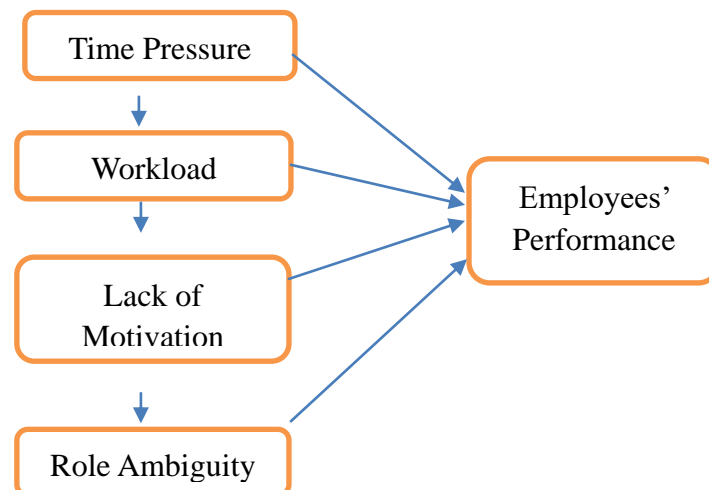 Time Pressure
Workload
Employees’
Performance
Lack of
Motivation
Role Ambiguity